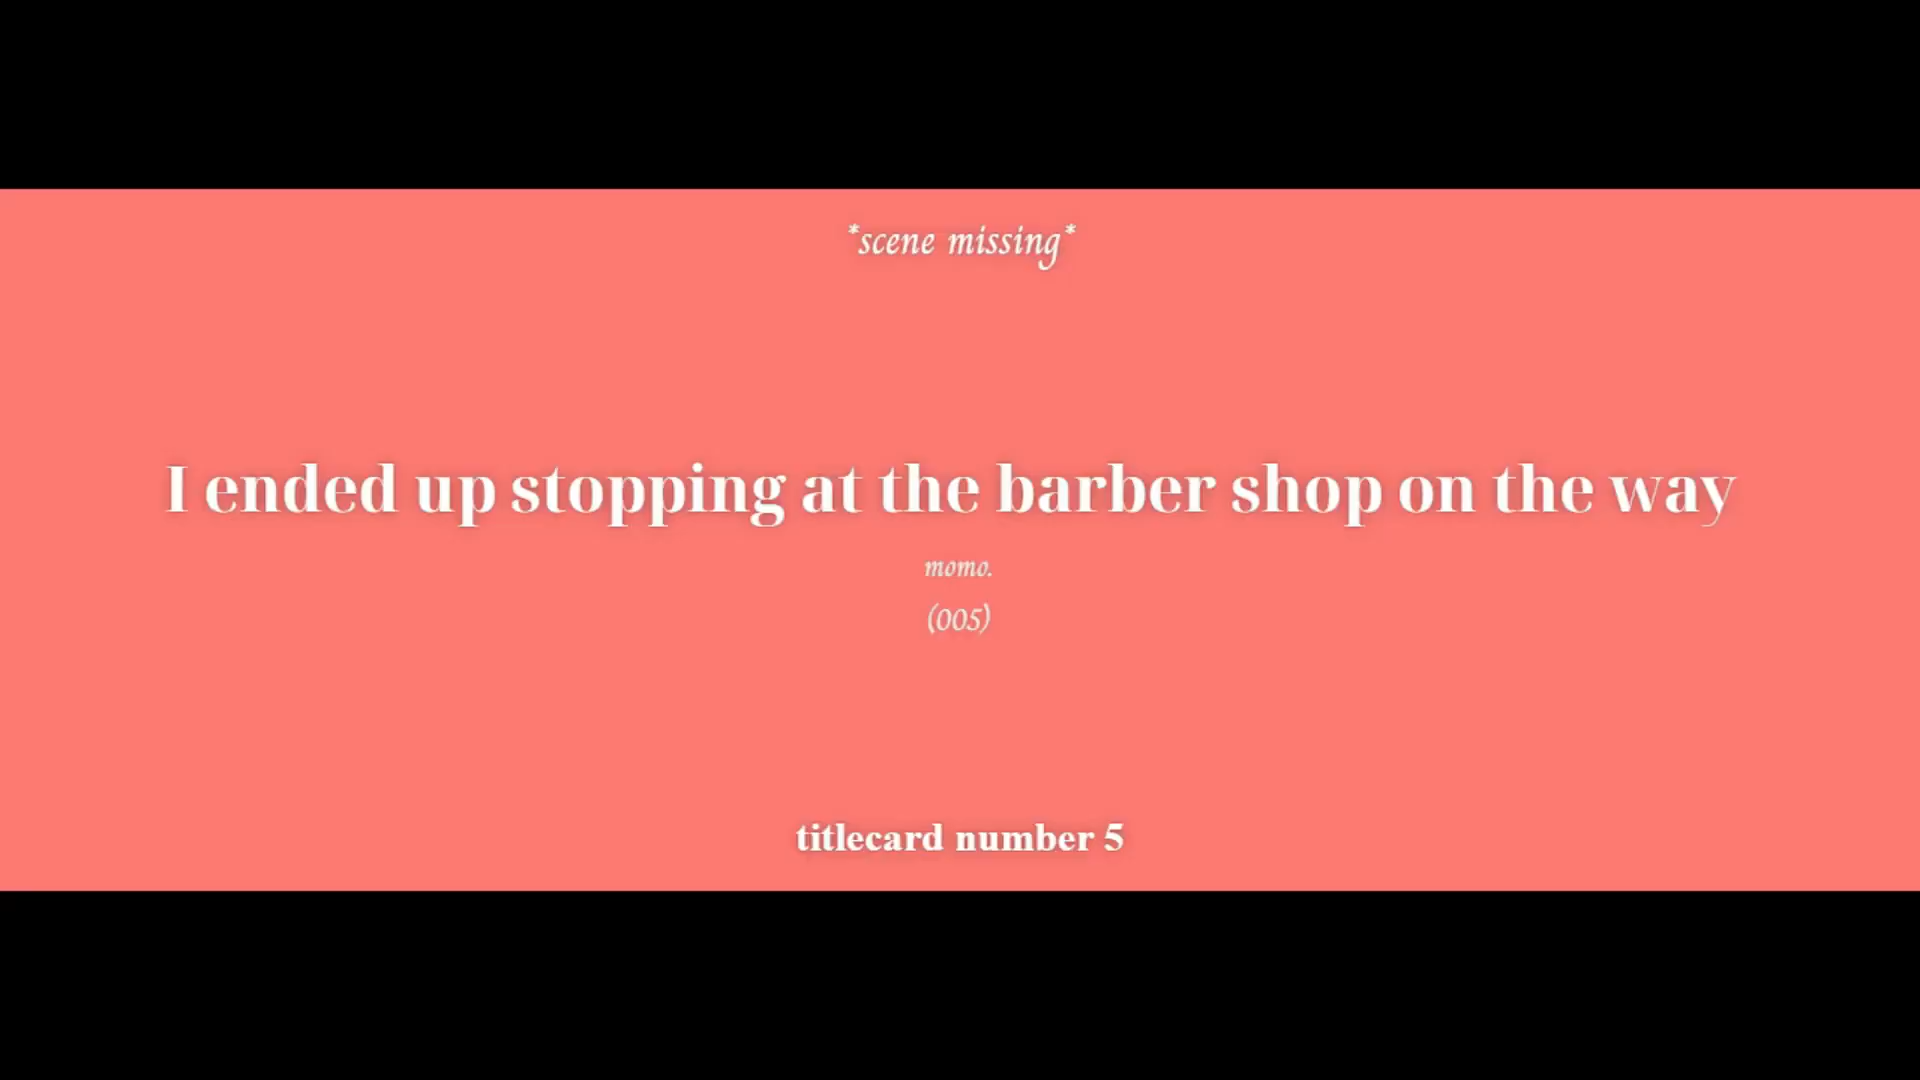 *scene missing*
I ended up stopping at the barber shop on the way
momo.
(005)
titlecard number 5